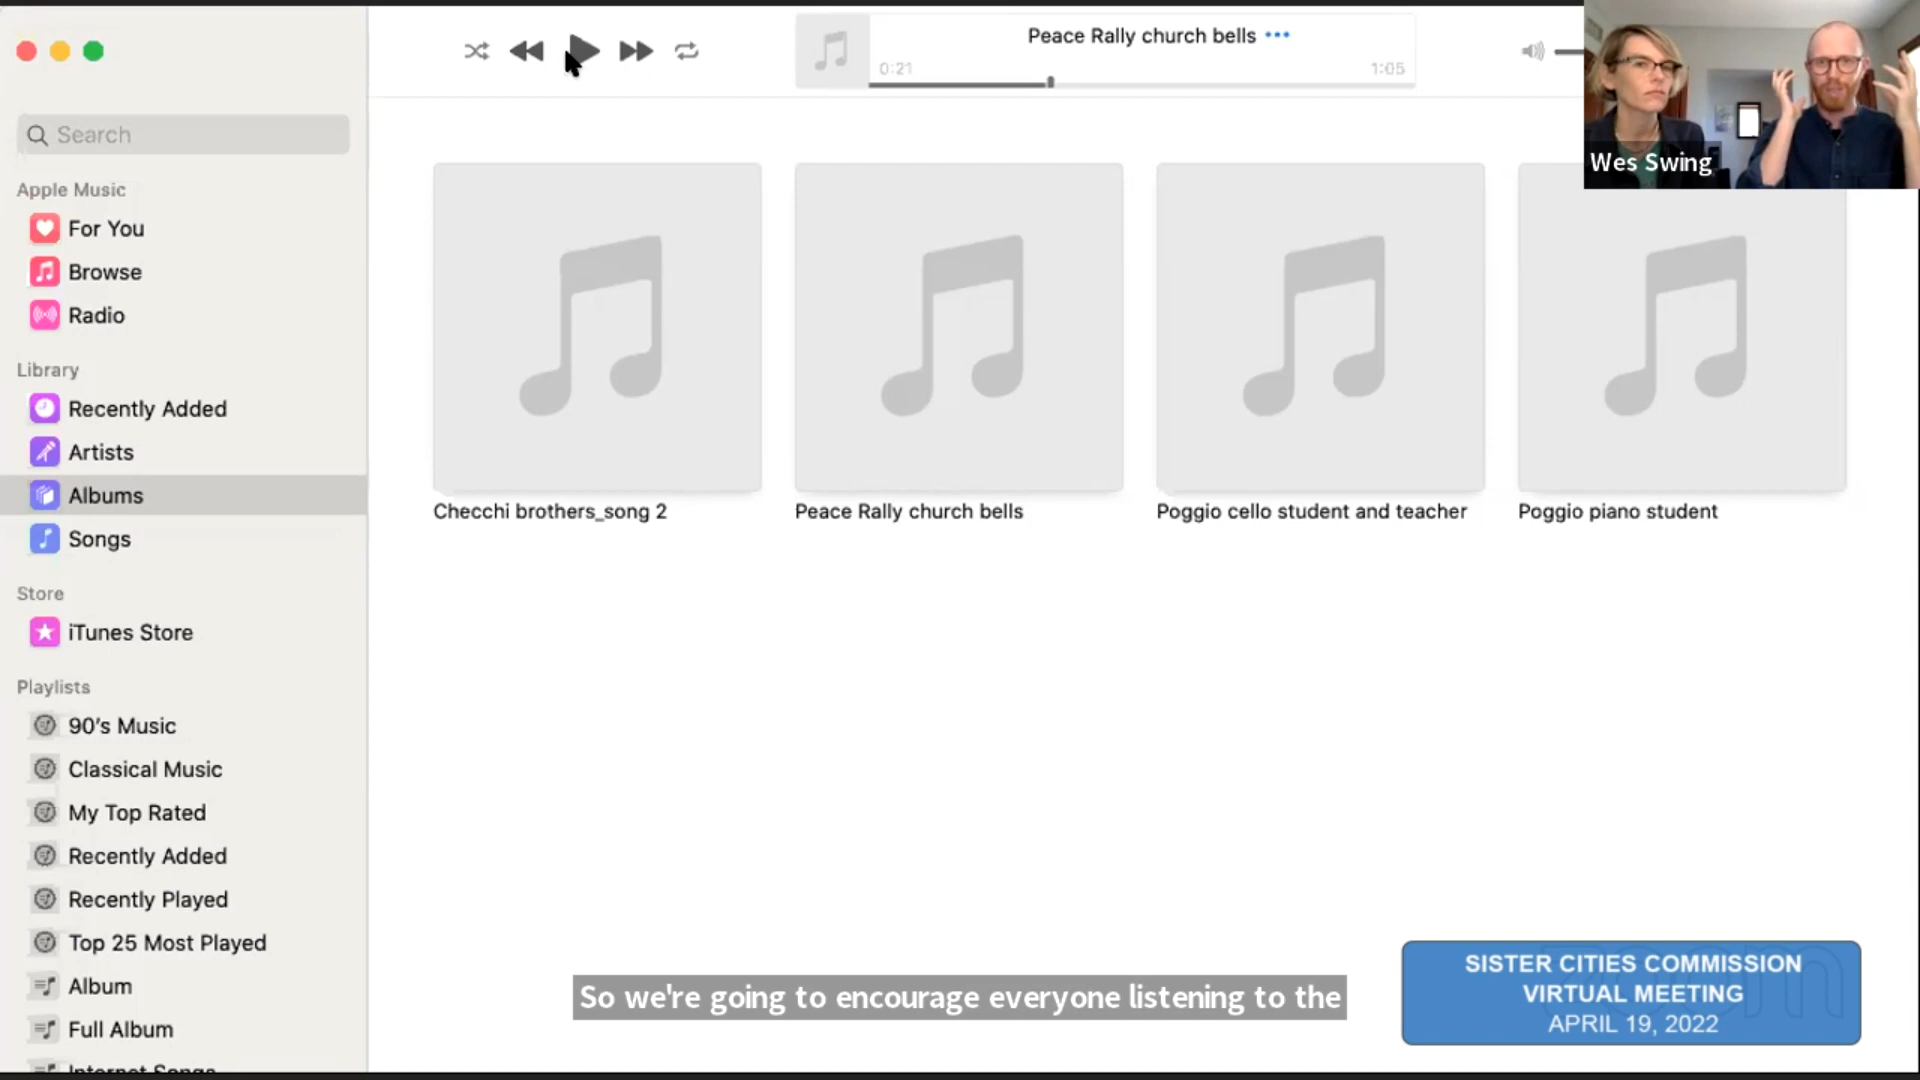 Peace Rally church bells
0:21
1:05
Search
Apple Music
For You
Browse
Radio
Library
Recently Added
Artists
Albums
Songs
Store
iTunes Store
Playlists
90's Music
Classical Music
My Top Rated
Recently Added
Recently Played
Top 25 Most Played
Album
Full Album
Internet Songs
Checchi brothers_song 2
Peace Rally church bells
Poggio cello student and teacher
Poggio piano student
Wes Swing
So we're going to encourage everyone listening to the
zoom
SISTER CITIES COMMISSION
VIRTUAL MEETING
APRIL 19, 2022